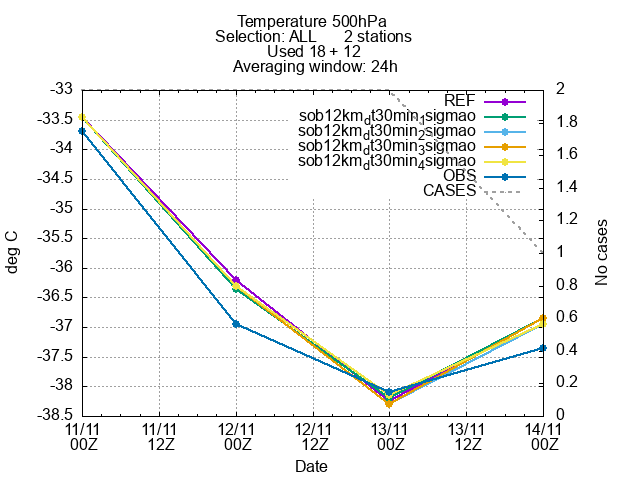 Temperature 500hPa
Selection: ALL 2 stations
Used 18 + 12
Averaging window: 24h
-33
-33.5
-34
-34.5
-35
-35.5
-36
-36.5
-37
-37.5
-38
-38.5
deg C
REF
sob12km_dt30min_1sigmao
sob12km_dt30min_2sigmao
sob12km_dt30min_3sigmao
sob12km_dt30min_4sigmao
OBS
CASES
2
1.8
1.6
1.4
1.2
1
0.8
0.6
0.4
0.2
0
No cases
11/11 11/11 12/11 12/11 13/11 13/11 14/11
00Z 12Z 00Z 12Z 00Z 12Z 00Z
Date